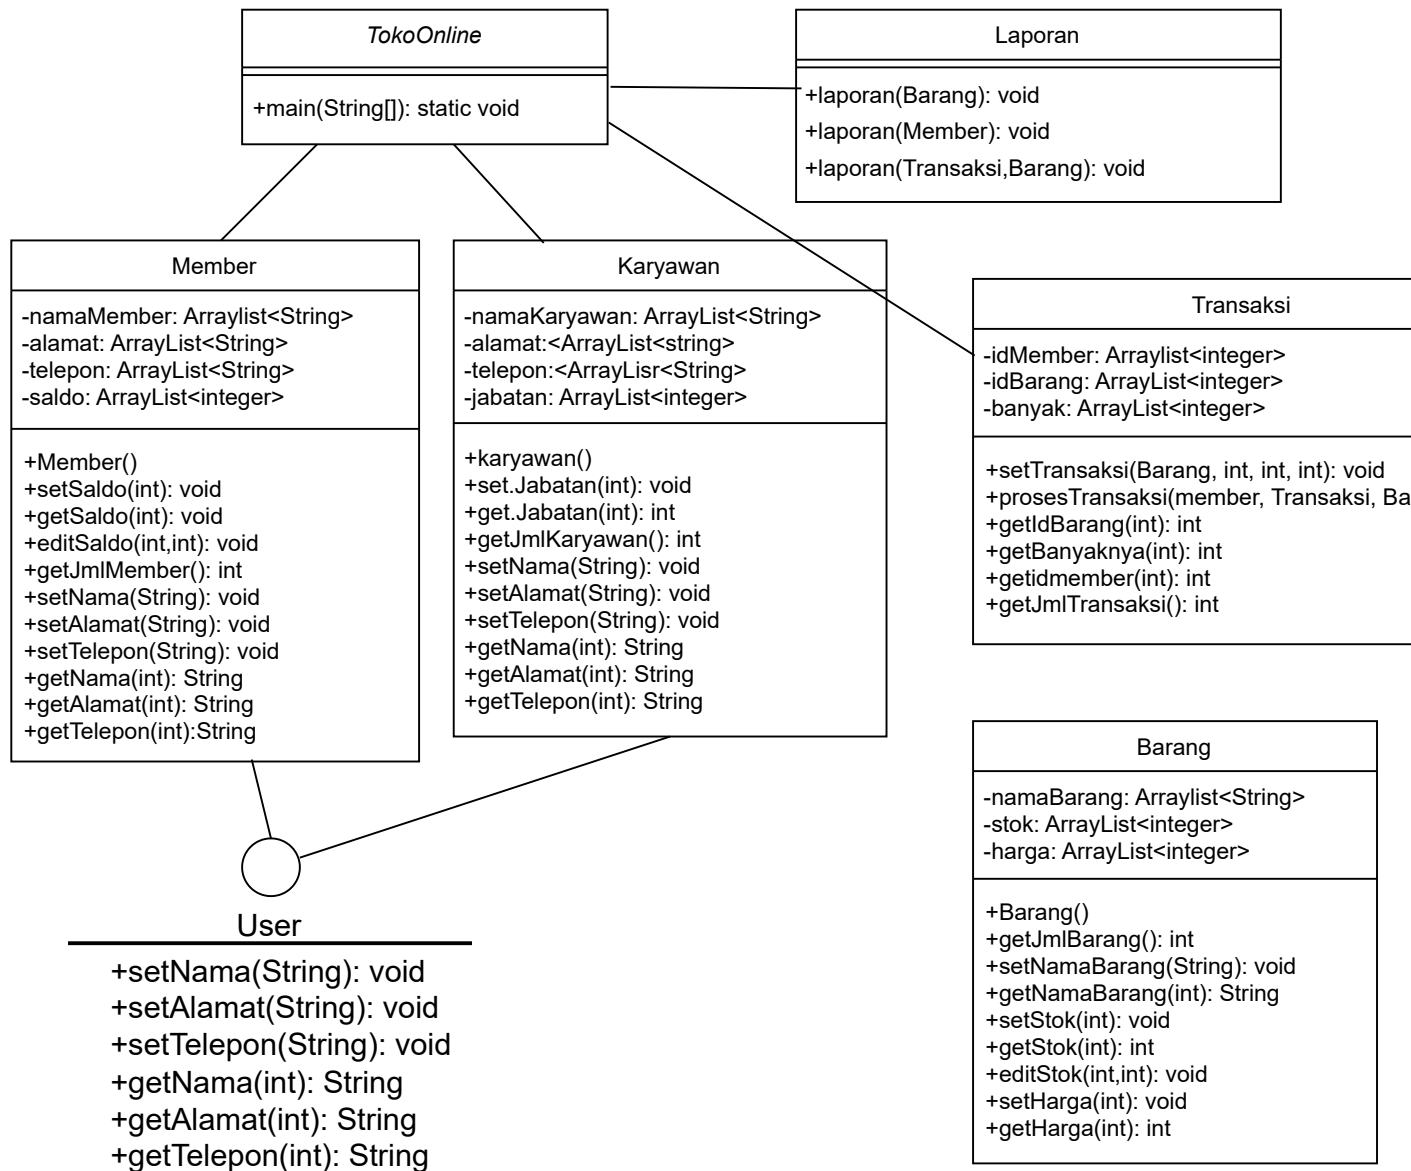 TokoOnline
+main(String[]): static void
Laporan
+laporan(Barang): void
+laporan(Member): void
+laporan(Transaksi,Barang): void
Member
-namaMember: Arraylist<String>
-alamat: ArrayList<String>
-telepon: ArrayList<String>
-saldo: ArrayList<integer>
+Member()
+setSaldo(int): void
+getSaldo(int): void
+editSaldo(int,int): void
+getJmlMember(): int
+setNama(String): void
+setAlamat(String): void
+setTelepon(String): void
+getNama(int): String
+getAlamat(int): String
+getTelepon(int):String
Karyawan
-namaKaryawan: ArrayList<String>
-alamat:<ArrayList<string>
-telepon:<ArrayLisr<String>
-jabatan: ArrayList<integer>
+karyawan()
+set.Jabatan(int): void
+get.Jabatan(int): int
+getJmlKaryawan(): int
+setNama(String): void
+setAlamat(String): void
+setTelepon(String): void
+getNama(int): String
+getAlamat(int): String
+getTelepon(int): String
Transaksi
-idMember: Arraylist<integer>
-idBarang: ArrayList<integer>
-banyak: ArrayList<integer>
+setTransaksi(Barang, int, int, int): void
+prosesTransaksi(member, Transaksi, Ba
+getIdBarang(int): int
+getBanyaknya(int): int
+getidmember(int): int
+getJmlTransaksi(): int
Barang
-namaBarang: Arraylist<String>
-stok: ArrayList<integer>
-harga: ArrayList<integer>
+Barang()
+getJmlBarang(): int
+setNamaBarang(String): void
+getNamaBarang(int): String
+setStok(int): void
+getStok(int): int
+editStok(int,int): void
+setHarga(int): void
+getHarga(int): int
User
+setNama(String): void
+setAlamat(String): void
+setTelepon(String): void
+getNama(int): String
+getAlamat(int): String
+getTelepon(int): String